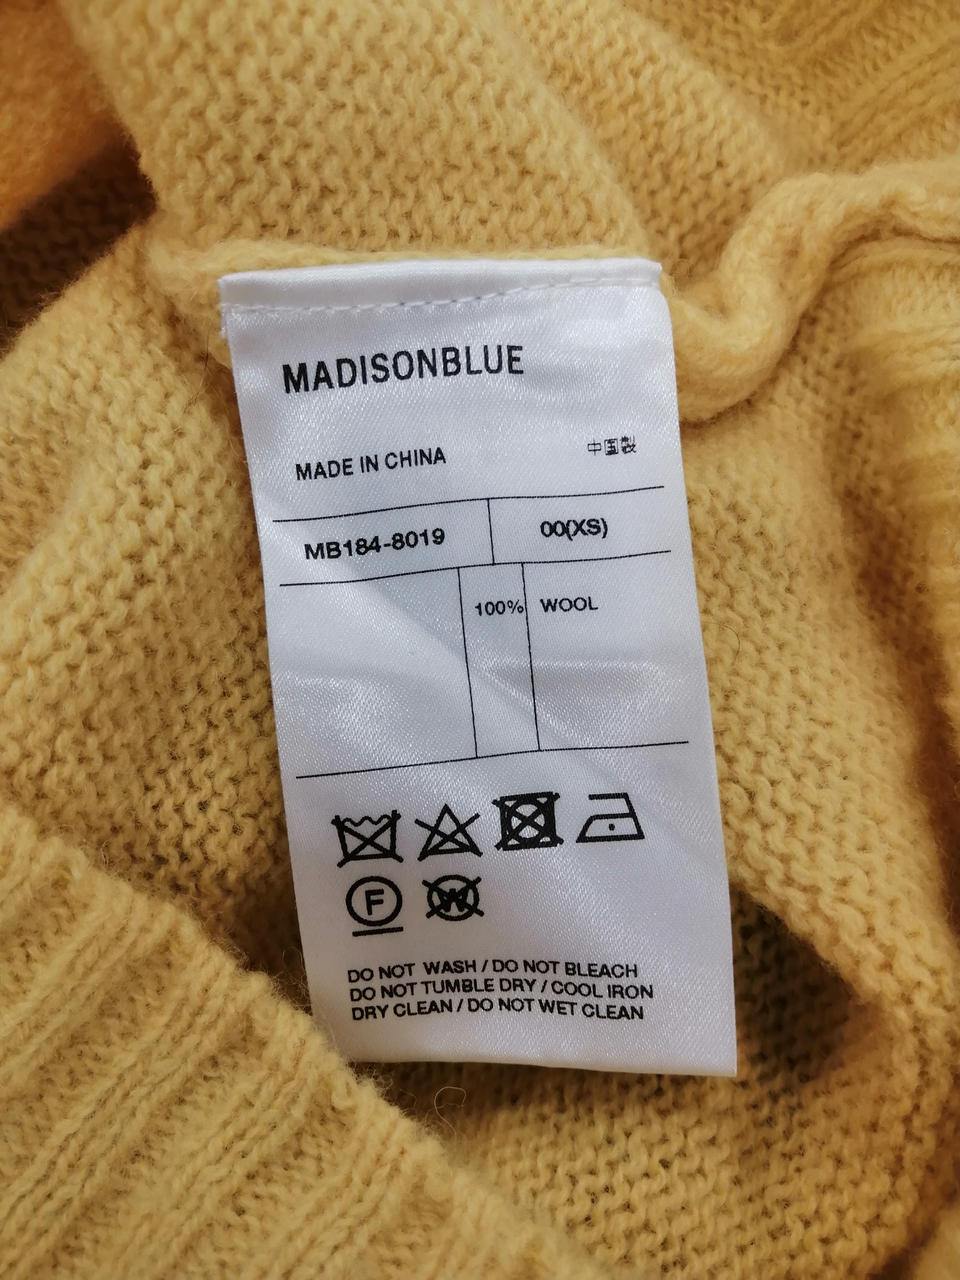 MADISONBLUE
MADE IN CHINA 中国製
MB184-8019 00(XS)
100% WOOL
F W
DO NOT WASH / DO NOT BLEACH
DO NOT TUMBLE DRY / COOL IRON
DRY CLEAN / DO NOT WET CLEAN